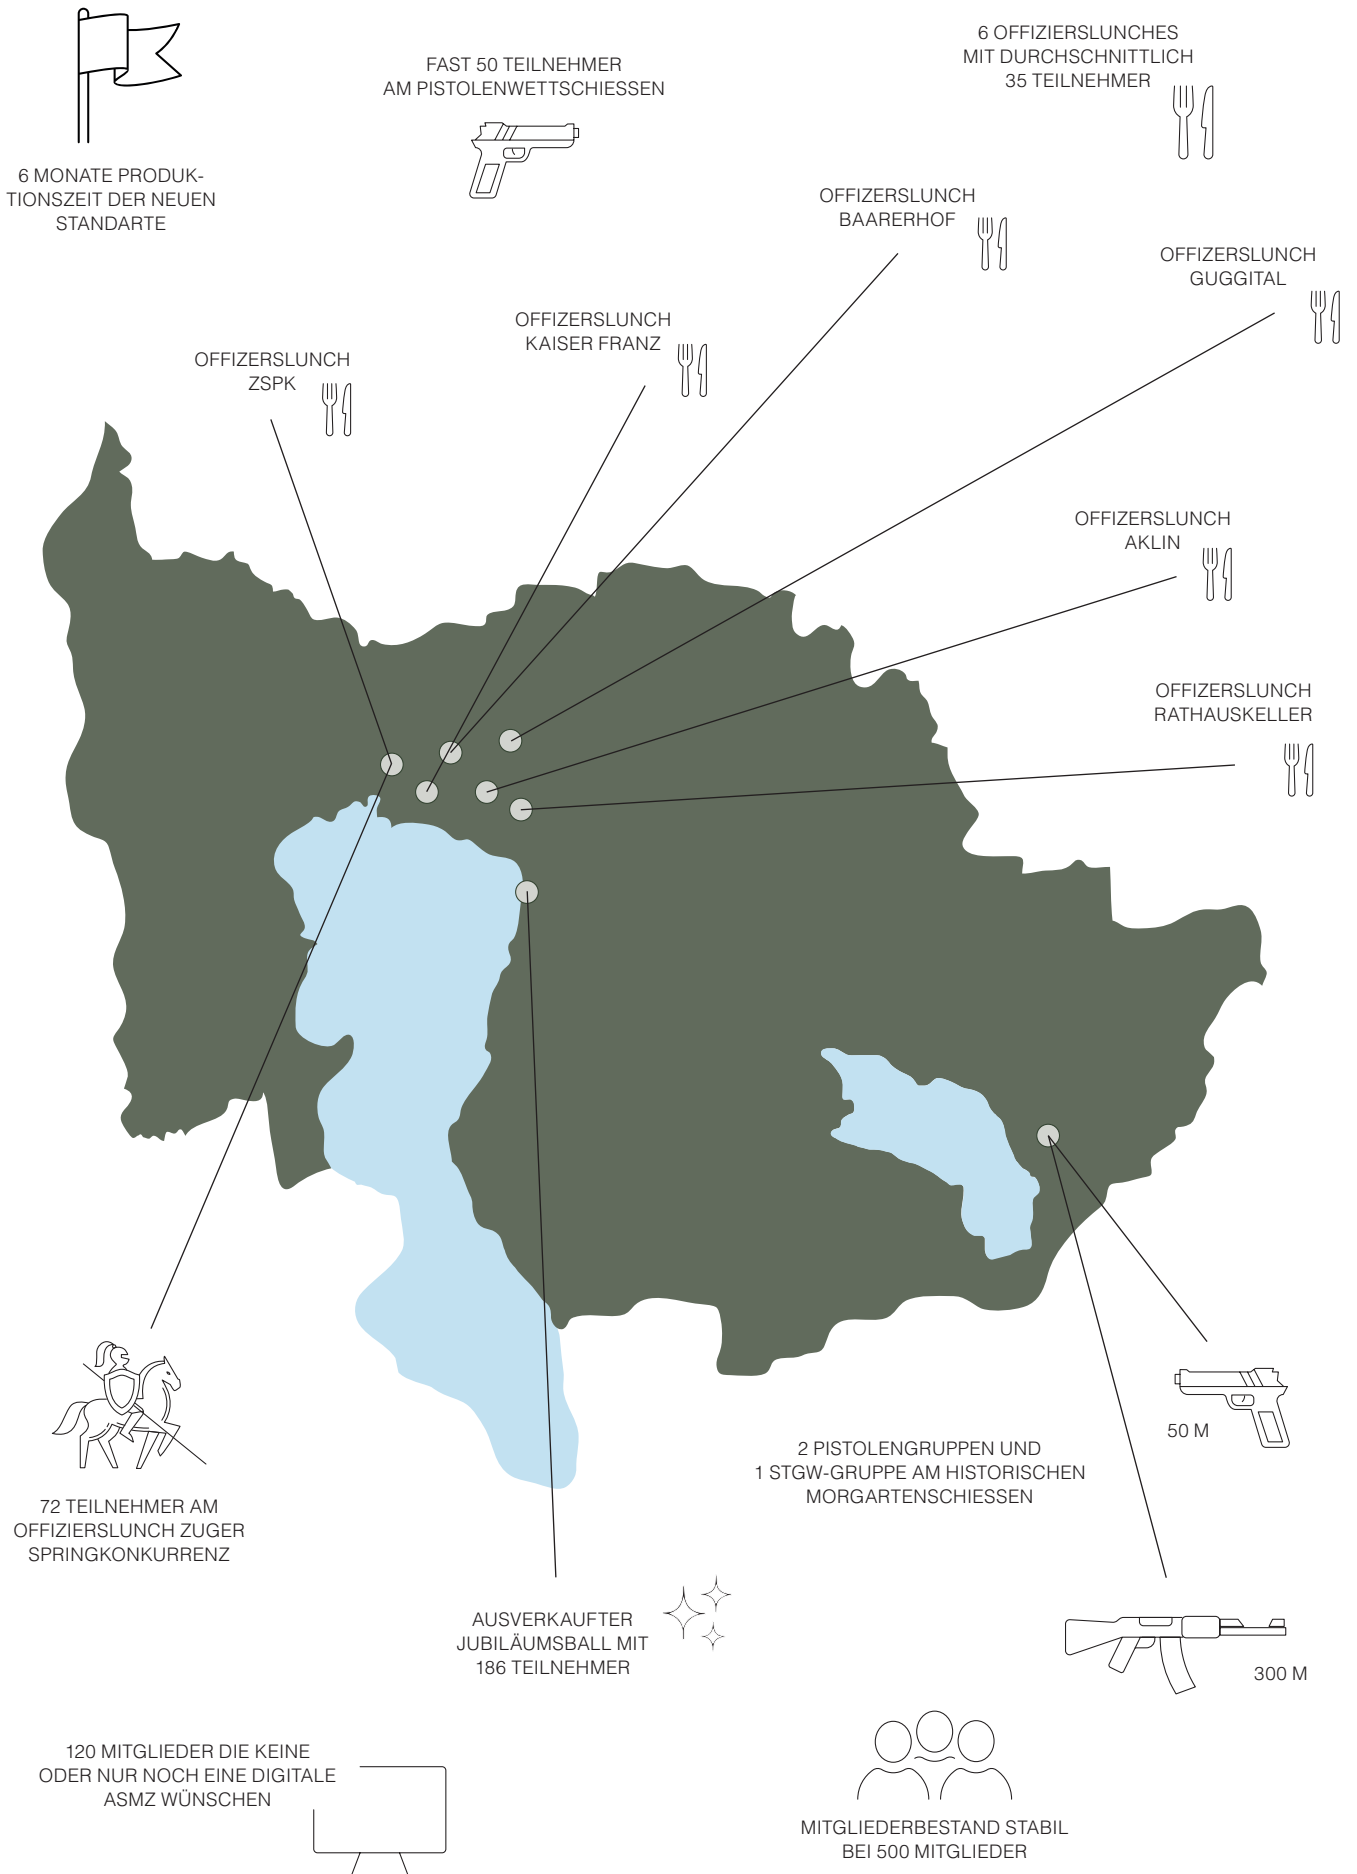 6 MONATE PRODUK-
TIONSZEIT DER NEUEN
STANDARTE
FAST 50 TEILNEHMER
AM PISTOLENWETTSCHIESSEN
6 OFFIZIERSLUNCHES
MIT DURCHSCHNITTLICH
35 TEILNEHMER
OFFIZERSLUNCH
BAARERHOF
OFFIZERSLUNCH
GUGGITAL
OFFIZERSLUNCH
KAISER FRANZ
OFFIZERSLUNCH
ZSPK
OFFIZERSLUNCH
AKLIN
OFFIZERSLUNCH
RATHAUSKELLER
50 M
2 PISTOLENGRUPPEN UND
1 STGW-GRUPPE AM HISTORISCHEN
MORGARTENSCHIESSEN
72 TEILNEHMER AM
OFFIZIERSLUNCH ZUGER
SPRINGKONKURRENZ
AUSVERKAUFTER
JUBILÄUMSBALL MIT
186 TEILNEHMER
300 M
120 MITGLIEDER DIE KEINE
ODER NUR NOCH EINE DIGITALE
ASMZ WÜNSCHEN
MITGLIEDERBESTAND STABIL
BEI 500 MITGLIEDER